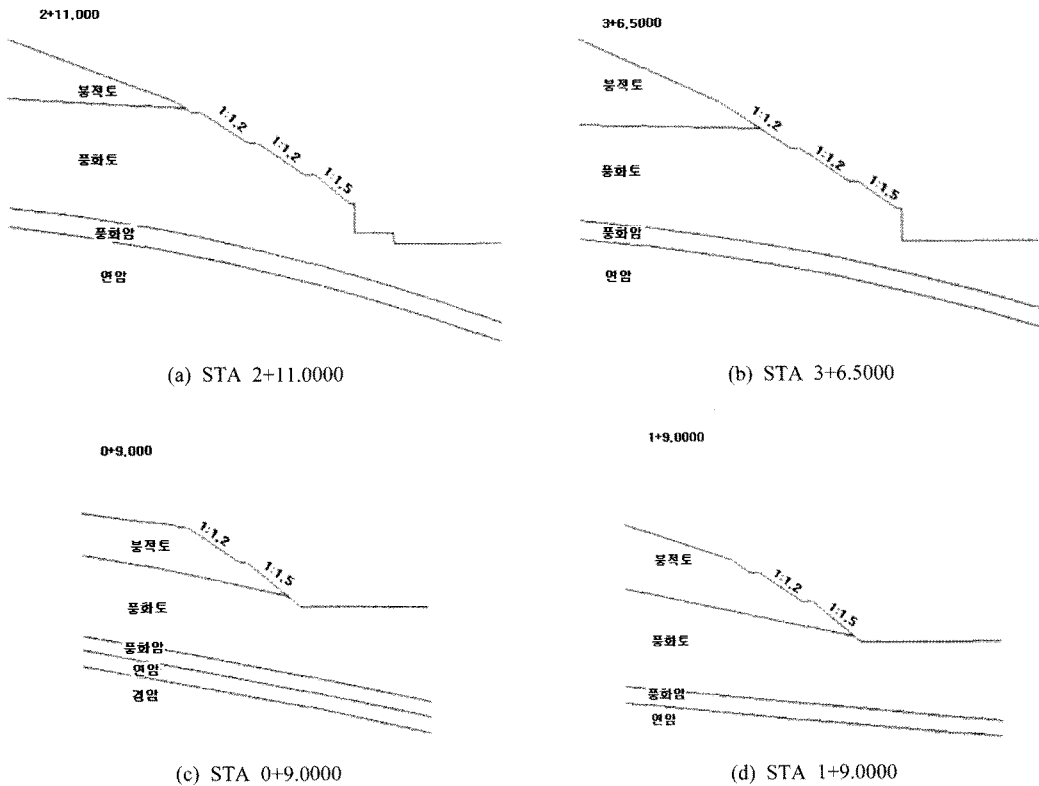 2+11,000
붕적토
1:1,2
풍화토
1:1,2
1:1,5
풍화암
연암
(a) STA 2+11.0000
3+6,5000
붕적토
1:1,2
풍화토
1:1,2
1:1,5
풍화암
연암
(b) STA 3+6.5000
0+9,000
1:1,2
붕적토
1:1,5
풍화토
풍화암
연암
경암
(c) STA 0+9.0000
1+9,0000
붕적토
1:1,2
1:1,5
풍화토
풍화암
연암
(d) STA 1+9.0000